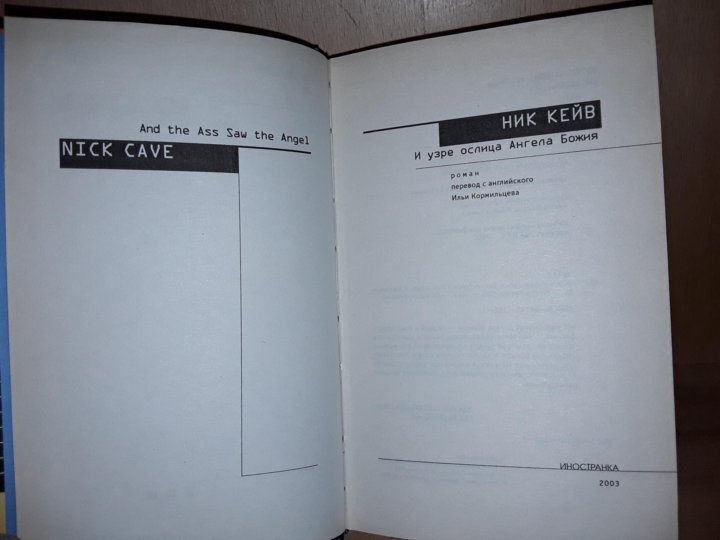 And the Ass Saw the Angel
NICK CAVE
НИК КЕЙВ
И узре ослица Ангела Божия
роман
перевод с английского
Ильи Кормильцева
ИНОСТРАНКА
2003